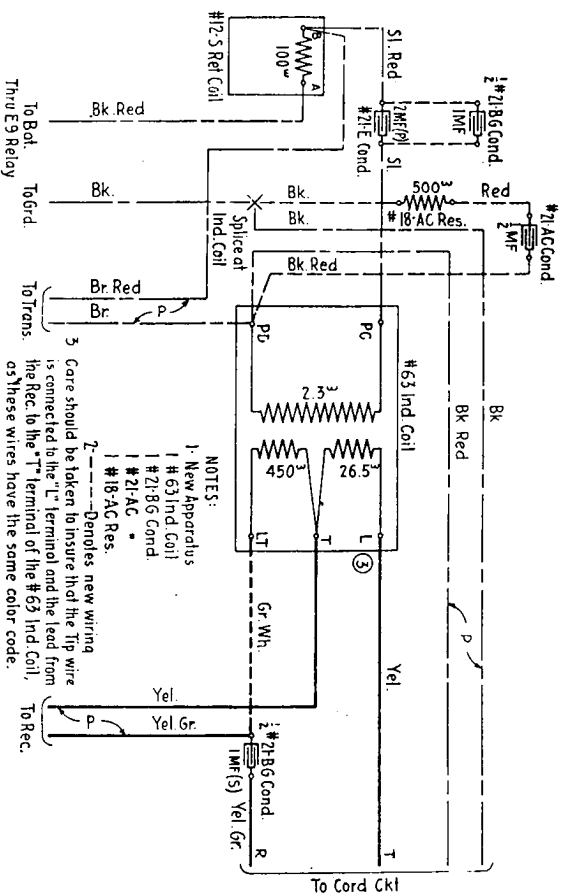 #12-S Ret Coil
B
100ω
A
Sl. Red
½ #21-BG Cond.
1MF
2MF(P)
#21-E Cond.
Sl.
Bk. Red
To Bat.
Thru E9 Relay
To Grd.
Bk.
Splice at
Ind. Coil
Bk.
Bk.
500ω
#18-AC Res.
Red
#21-AC Cond.
½ MF
Bk. Red
Br. Red
Br.
P
To Trans.
PD
PC
#63 Ind. Coil
2.3ω
450ω
26.5ω
LT
T
L
3
Bk
Bk Red
P
Gr. Wh.
Yel.
Yel.
Yel. Gr.
P
To Rec.
½ #21-BG Cond.
1MF(S)
Yel. Gr.
R
T
To Cord Ckt
NOTES:
1- New Apparatus
1 #63 Ind. Coil
1 #21-BG Cond.
1 #21-AC "
1 #18-AC Res.
2- ------Denotes new wiring
3 Care should be taken to insure that the Tip wire
is connected to the "L" terminal and the lead from
the Rec. to the "T" terminal of the #63 Ind. Coil,
as these wires have the same color code.